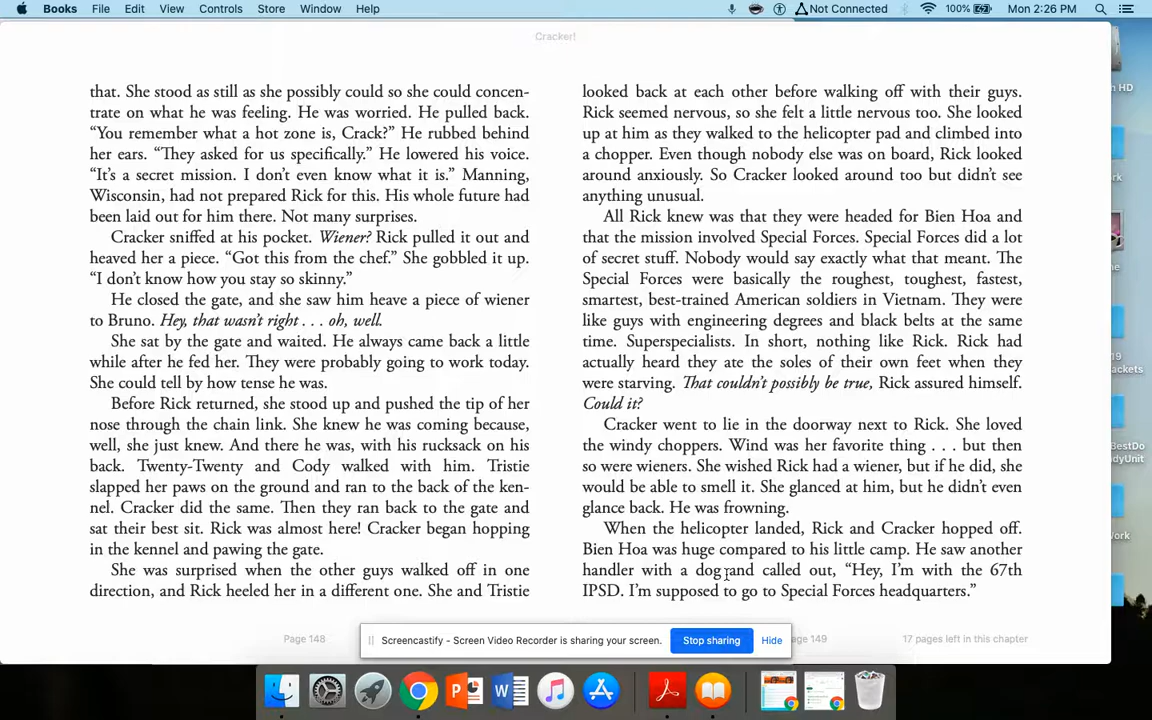 Books File Edit View Controls Store Window Help Not Connected 100% Mon 2:26 PM
Cracker!
that. She stood as still as she possibly could so she could concen-
trate on what he was feeling. He was worried. He pulled back.
“You remember what a hot zone is, Crack?” He rubbed behind
her ears. “They asked for us specifically.” He lowered his voice.
“It’s a secret mission. I don’t even know what it is.” Manning,
Wisconsin, had not prepared Rick for this. His whole future had
been laid out for him there. Not many surprises.
Cracker sniffed at his pocket. Wiener? Rick pulled it out and
heaved her a piece. “Got this from the chef.” She gobbled it up.
“I don’t know how you stay so skinny.”
He closed the gate, and she saw him heave a piece of wiener
to Bruno. Hey, that wasn’t right . . . oh, well.
She sat by the gate and waited. He always came back a little
while after he fed her. They were probably going to work today.
She could tell by how tense he was.
Before Rick returned, she stood up and pushed the tip of her
nose through the chain link. She knew he was coming because,
well, she just knew. And there he was, with his rucksack on his
back. Twenty-Twenty and Cody walked with him. Tristie
slapped her paws on the ground and ran to the back of the ken-
nel. Cracker did the same. Then they ran back to the gate and
sat their best sit. Rick was almost here! Cracker began hopping
in the kennel and pawing the gate.
She was surprised when the other guys walked off in one
direction, and Rick heeled her in a different one. She and Tristie
looked back at each other before walking off with their guys.
Rick seemed nervous, so she felt a little nervous too. She looked
up at him as they walked to the helicopter pad and climbed into
a chopper. Even though nobody else was on board, Rick looked
around anxiously. So Cracker looked around too but didn’t see
anything unusual.
All Rick knew was that they were headed for Bien Hoa and
that the mission involved Special Forces. Special Forces did a lot
of secret stuff. Nobody would say exactly what that meant. The
Special Forces were basically the roughest, toughest, fastest,
smartest, best-trained American soldiers in Vietnam. They were
like guys with engineering degrees and black belts at the same
time. Superspecialists. In short, nothing like Rick. Rick had
actually heard they ate the soles of their own feet when they
were starving. That couldn’t possibly be true, Rick assured himself.
Could it?
Cracker went to lie in the doorway next to Rick. She loved
the windy choppers. Wind was her favorite thing . . . but then
so were wieners. She wished Rick had a wiener, but if he did, she
would be able to smell it. She glanced at him, but he didn’t even
glance back. He was frowning.
When the helicopter landed, Rick and Cracker hopped off.
Bien Hoa was huge compared to his little camp. He saw another
handler with a dog and called out, “Hey, I’m with the 67th
IPSD. I’m supposed to go to Special Forces headquarters.”
Page 148
age 149
17 pages left in this chapter
Screencastify - Screen Video Recorder is sharing your screen. Stop sharing Hide
HD
ork
me
19
ackets
BestDo
dyUnit
Work